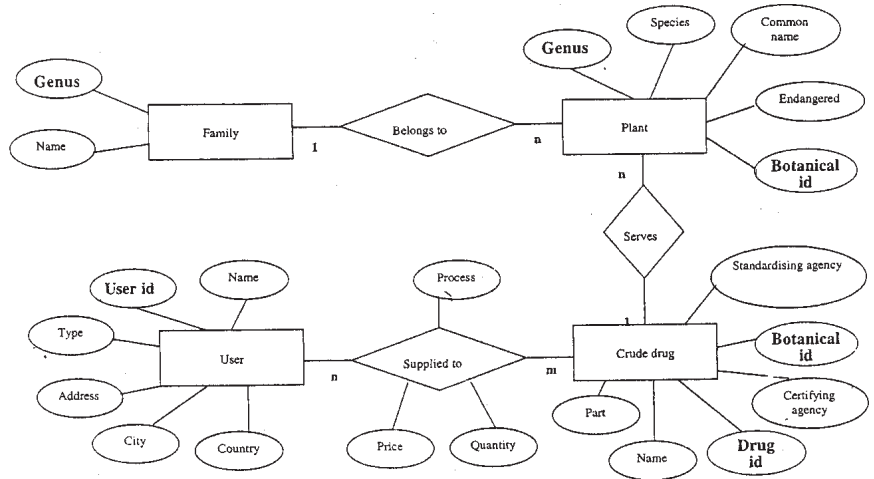 Species
Common
name
Genus
Genus
Endangered
Family
Belongs to
Plant
Name
1
n
Botanical
id
n
Serves
Standardising agency
Name
User id
Process
Type
1
Botanical
id
User
Supplied to
Crude drug
n
m
Address
Certifying
agency
Part
City
Country
Price
Quantity
Name
Drug
id